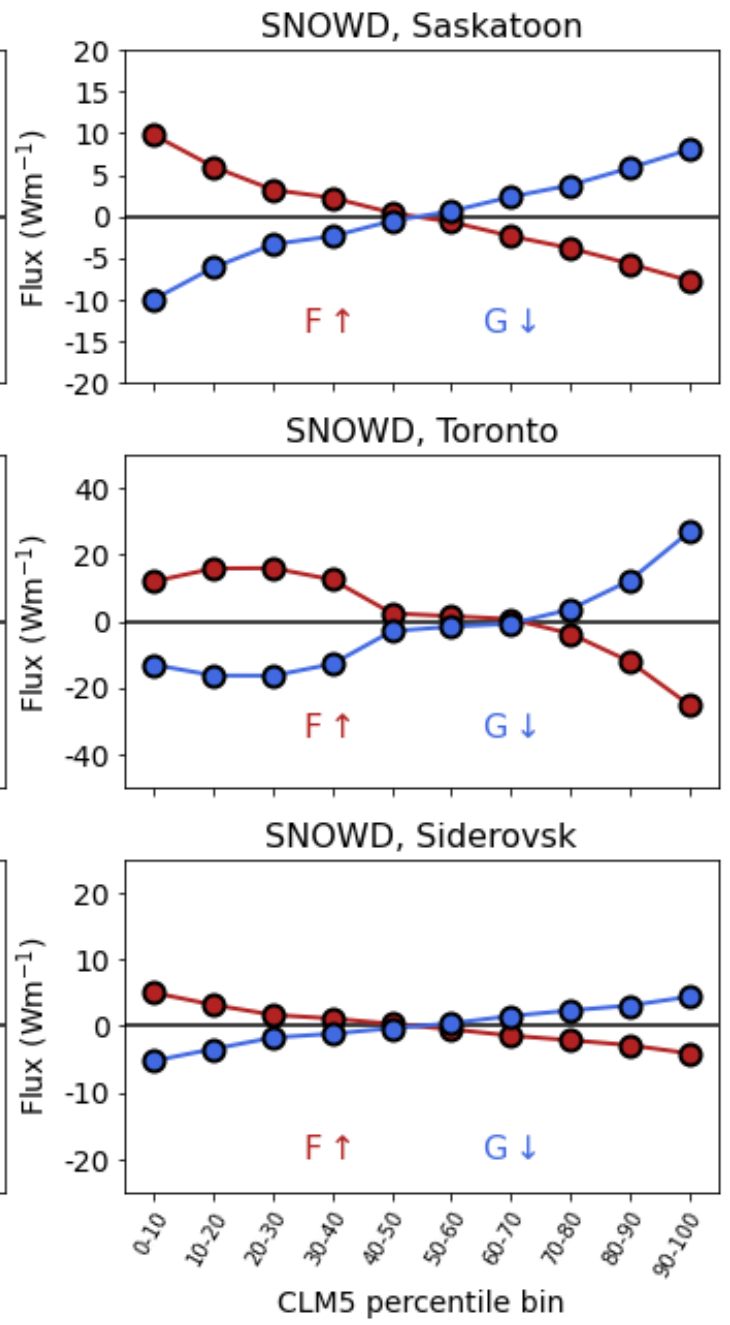 SNOWD, Saskatoon
20
15
10
5
0
-5
-10
-15
-20
Flux (Wm⁻¹)
F ↑ G ↓
SNOWD, Toronto
40
20
0
-20
-40
Flux (Wm⁻¹)
F ↑ G ↓
SNOWD, Siderovsk
20
10
0
-10
-20
Flux (Wm⁻¹)
F ↑ G ↓
0-10 10-20 20-30 30-40 40-50 50-60 60-70 70-80 80-90 90-100
CLM5 percentile bin